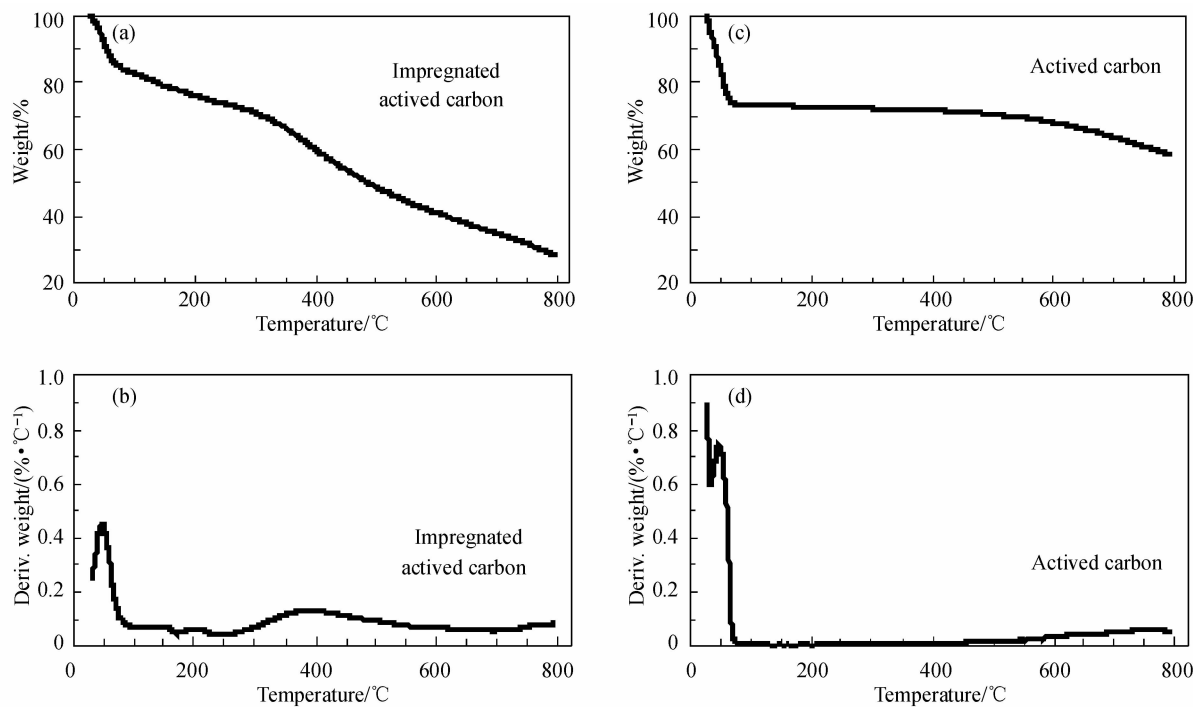 100
80
60
40
20
Weight/%
(a)
Impregnated
actived carbon
0
200
400
600
800
Temperature/℃
100
80
60
40
20
Weight/%
(c)
Actived carbon
0
200
400
600
800
Temperature/℃
1.0
0.8
0.6
0.4
0.2
0
Deriv. weight/(%•℃⁻¹)
(b)
Impregnated
actived carbon
0
200
400
600
800
Temperature/℃
1.0
0.8
0.6
0.4
0.2
0
Deriv. weight/(%•℃⁻¹)
(d)
Actived carbon
0
200
400
600
800
Temperature/℃